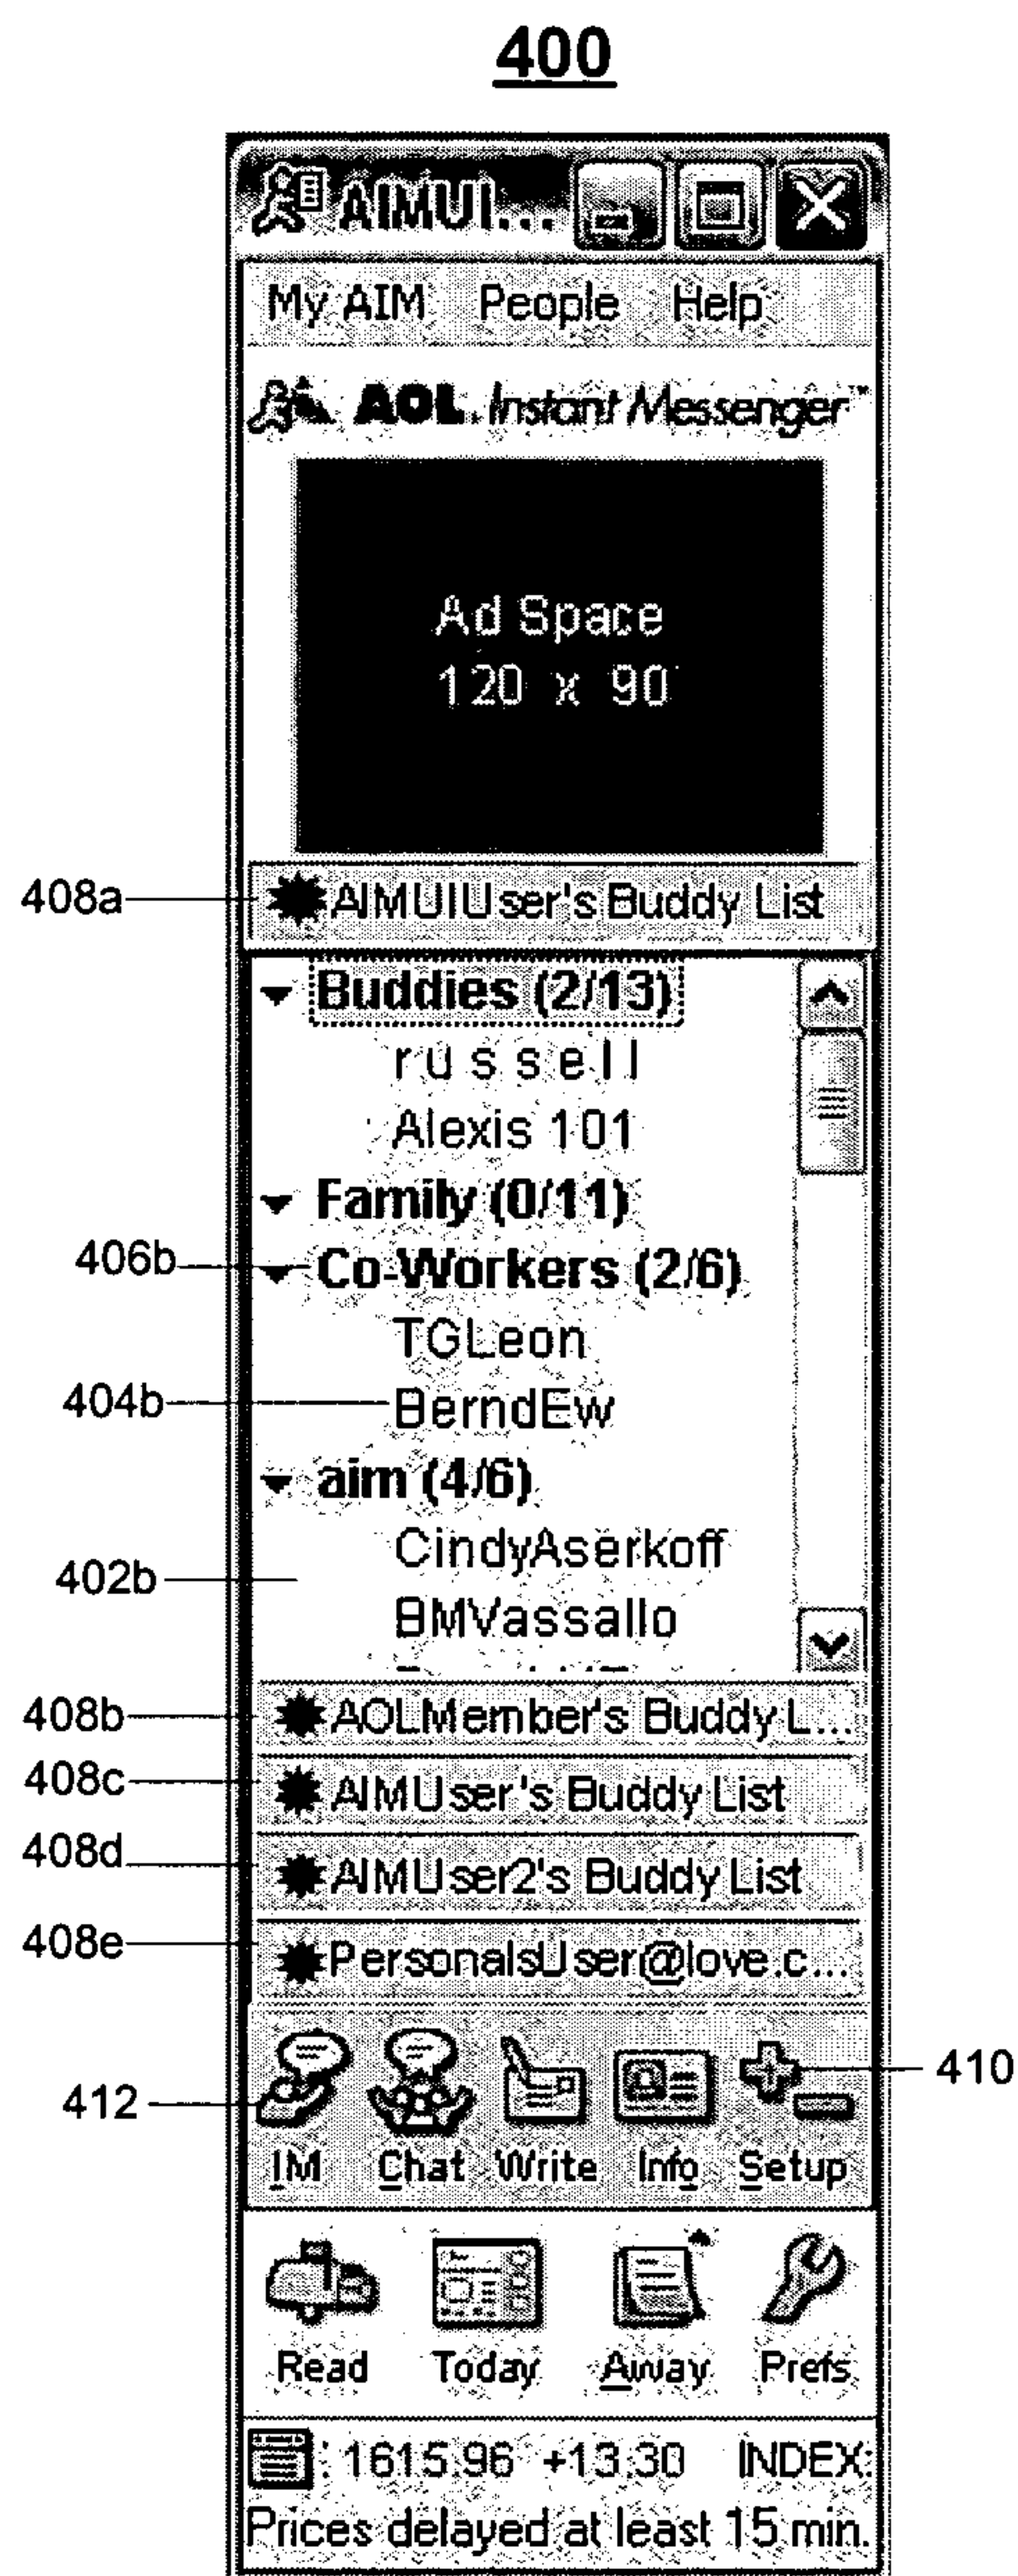 400
AIMUI...
My AIM People Help
AOL Instant Messenger™
Ad Space
120 x 90
408a
AIMUIUser's Buddy List
Buddies (2/13)
r u s s e l l
Alexis 101
Family (0/11)
406b
Co-Workers (2/6)
TGLeon
404b
BerndEw
aim (4/6)
CindyAserkoff
402b
BMVassallo
408b
AOLMember's Buddy L...
408c
AIMUser's Buddy List
408d
AIMUser2's Buddy List
408e
PersonalsUser@love.c...
410
412
IM Chat Write Info Setup
Read Today Away Prefs
: 1615.96 +13.30 INDEX:
Prices delayed at least 15 min.